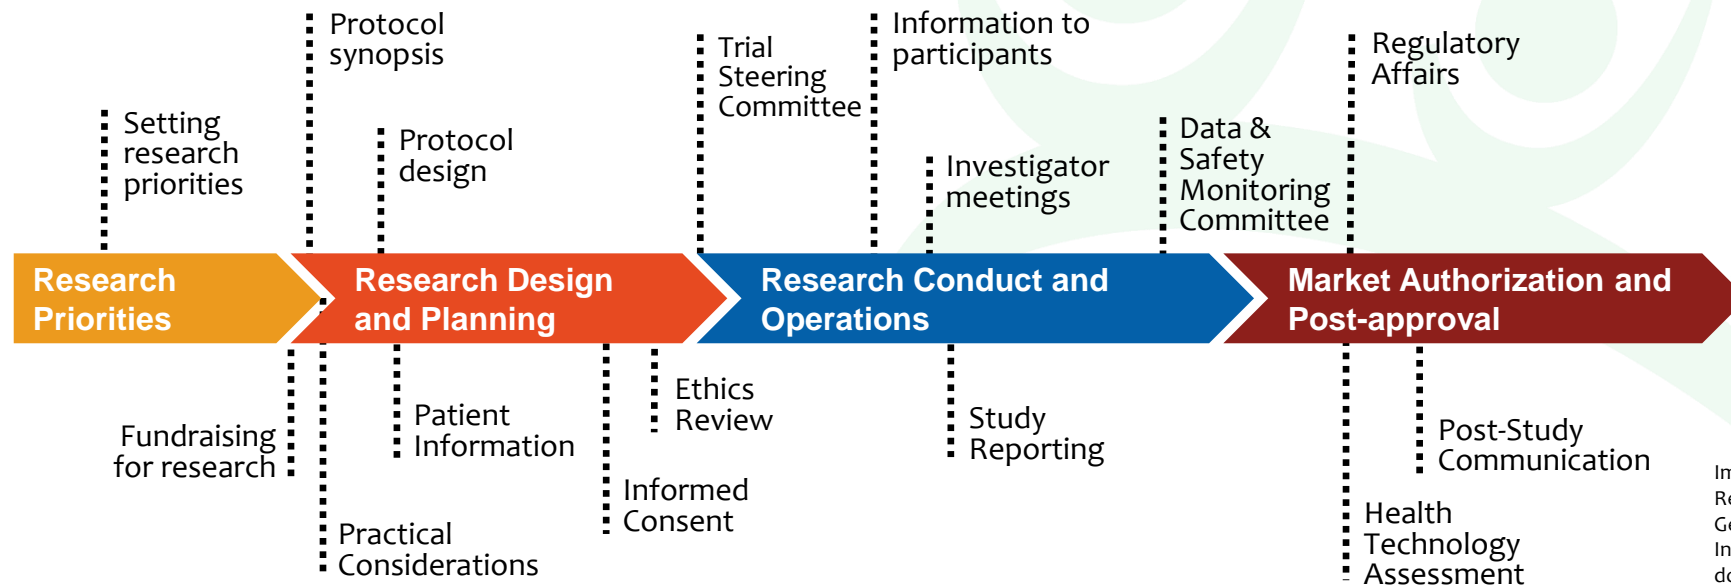 Protocol
synopsis
Information to
participants
Trial
Steering
Committee
Regulatory
Affairs
Setting
research
priorities
Protocol
design
Investigator
meetings
Data &
Safety
Monitoring
Committee
Research
Priorities
Research Design
and Planning
Research Conduct and
Operations
Market Authorization and
Post-approval
Fundraising
for research
Patient
Information
Ethics
Review
Study
Reporting
Post-Study
Communication
Informed
Consent
Practical
Considerations
Health
Technology
Assessment